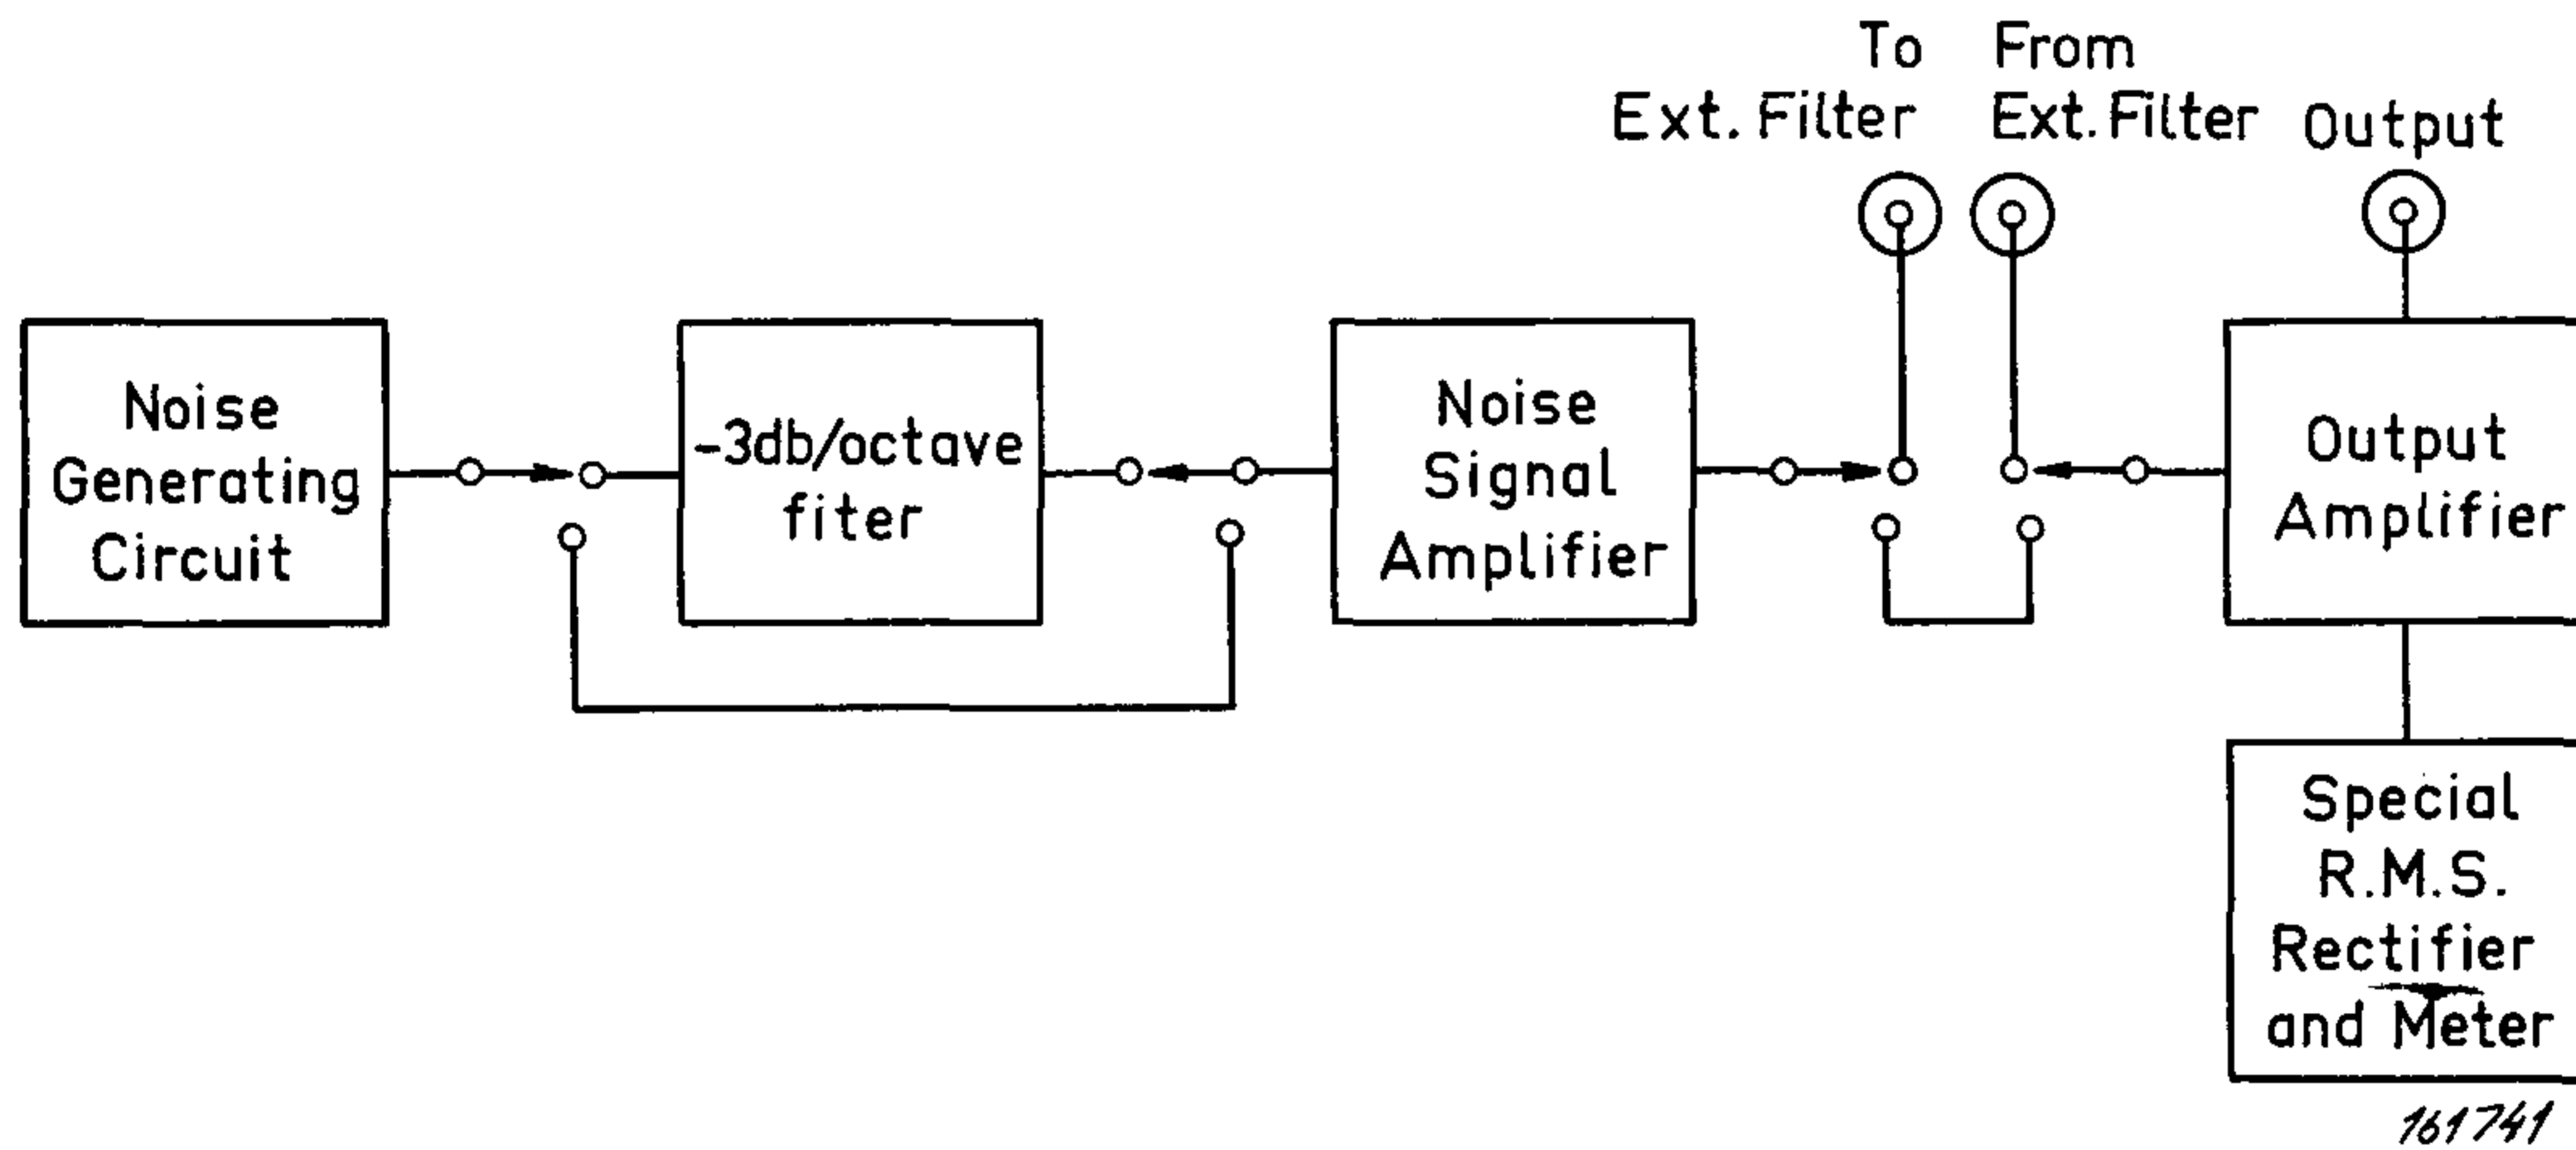 To
Ext. Filter
From
Ext. Filter
Output
Noise
Generating
Circuit
-3db/octave
fiter
Noise
Signal
Amplifier
Output
Amplifier
Special
R.M.S.
Rectifier
and Meter
161741